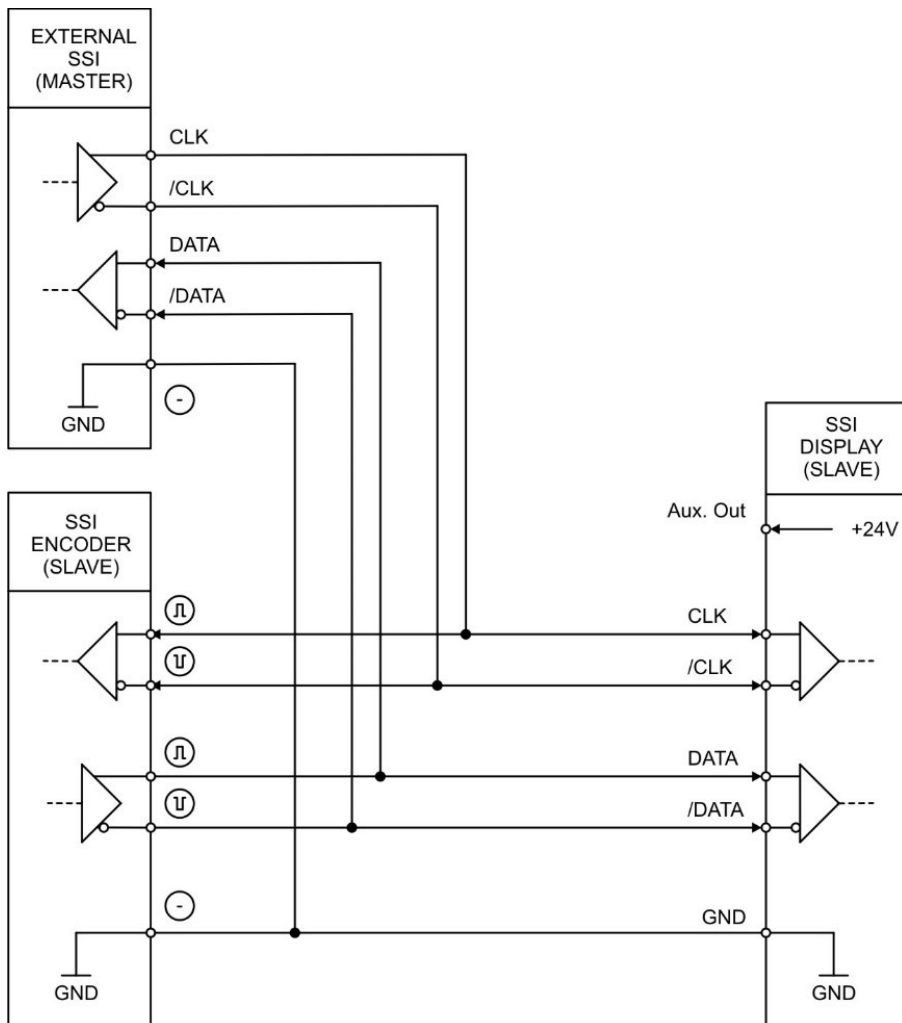 EXTERNAL
SSI
(MASTER)
CLK
/CLK
DATA
/DATA
-
GND
SSI
DISPLAY
(SLAVE)
Aux. Out
+24V
SSI
ENCODER
(SLAVE)
CLK
/CLK
DATA
/DATA
-
GND
GND
GND